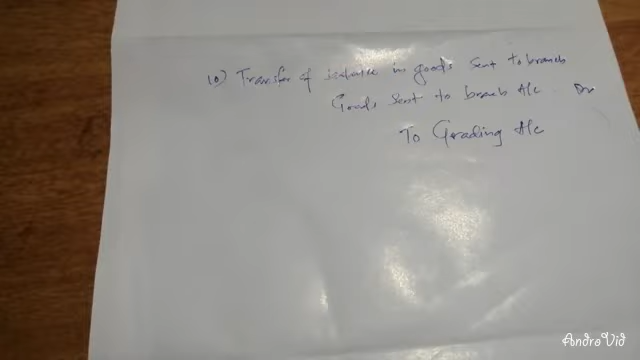 10) Transfer of balance in goods sent to branch
Goods Sent to branch A/c Dr
To Trading A/c
AndroVid